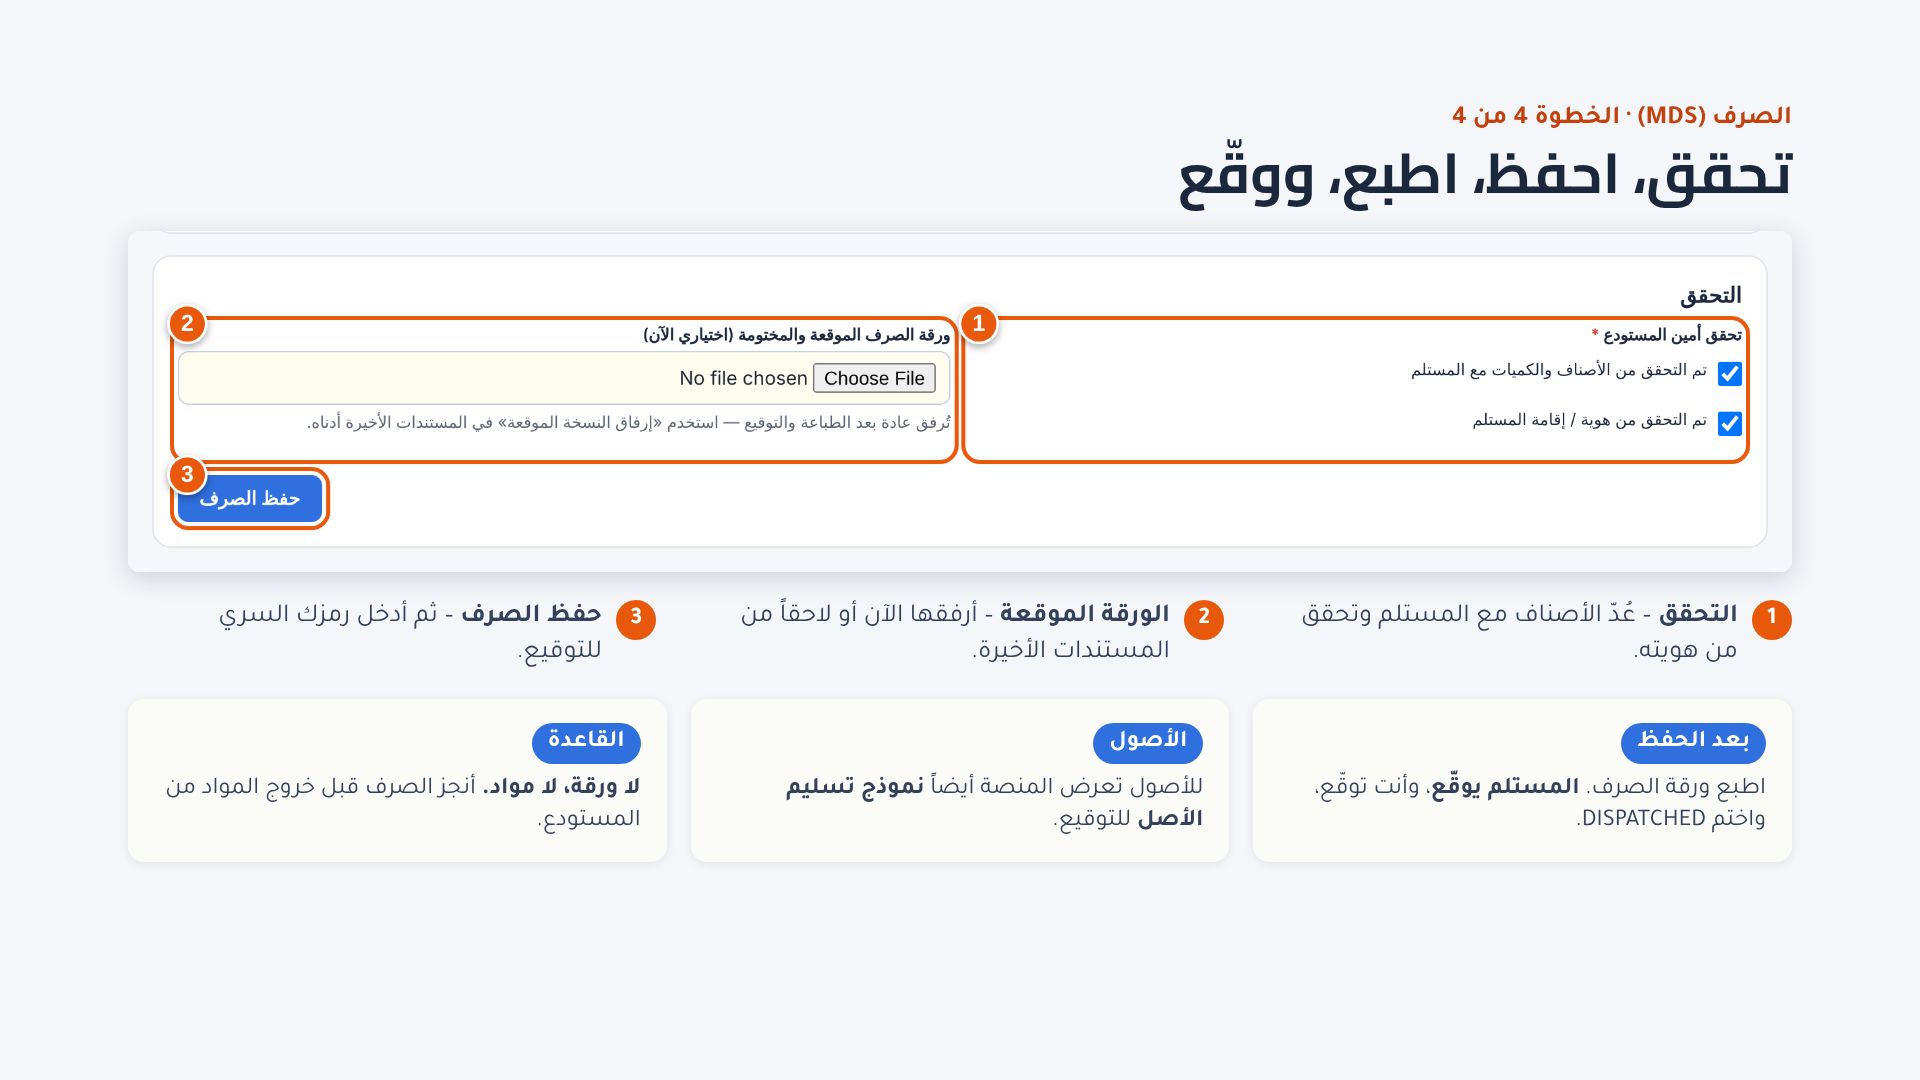 الصرف (MDS) · الخطوة 4 من 4
تحقق، احفظ، اطبع، ووقّع
التحقق
1
تحقق أمين المستودع *
تم التحقق من الأصناف والكميات مع المستلم
تم التحقق من هوية / إقامة المستلم
2
ورقة الصرف الموقعة والمختومة (اختياري الآن)
Choose File No file chosen
تُرفق عادة بعد الطباعة والتوقيع — استخدم «إرفاق النسخة الموقعة» في المستندات الأخيرة أدناه.
3
حفظ الصرف
1
التحقق - عُدّ الأصناف مع المستلم وتحقق
من هويته.
2
الورقة الموقعة - أرفقها الآن أو لاحقاً من
المستندات الأخيرة.
3
حفظ الصرف - ثم أدخل رمزك السري
للتوقيع.
بعد الحفظ
اطبع ورقة الصرف. المستلم يوقّع، وأنت توقّع،
واختم DISPATCHED.
الأصول
للأصول تعرض المنصة أيضاً نموذج تسليم
الأصل للتوقيع.
القاعدة
لا ورقة، لا مواد. أنجز الصرف قبل خروج المواد من
المستودع.